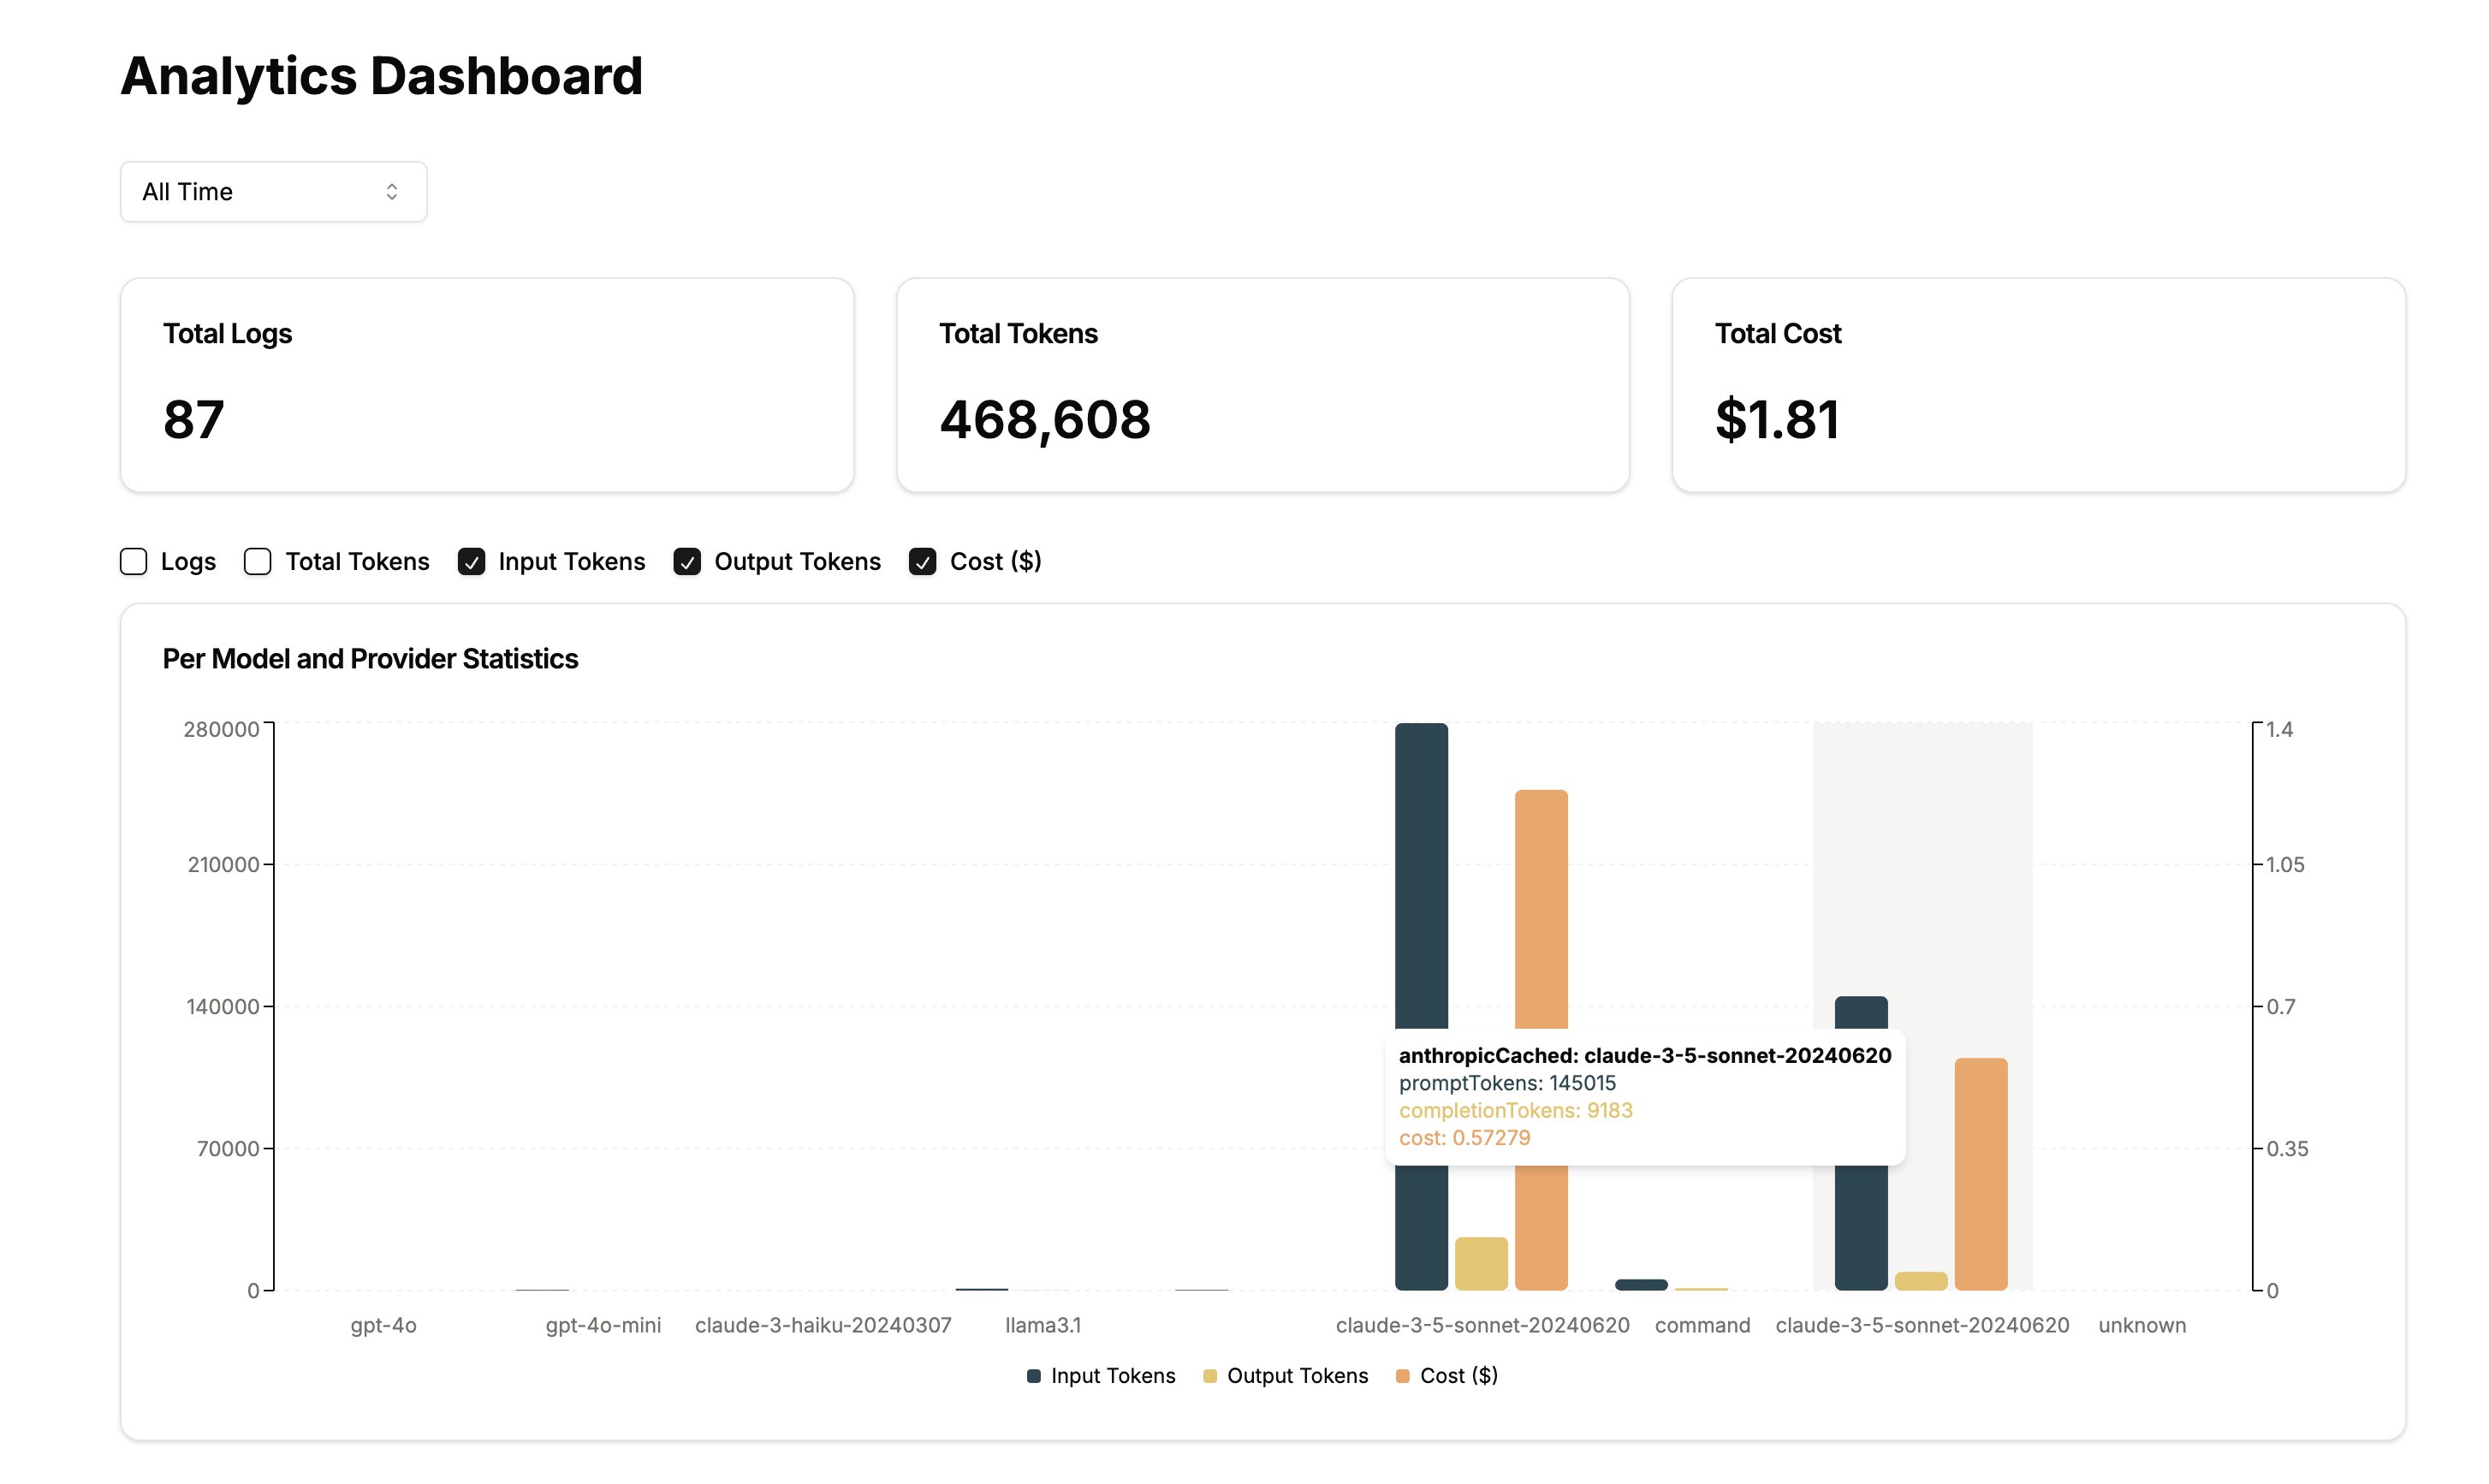 Analytics Dashboard
All Time
Total Logs
87
Total Tokens
468,608
Total Cost
$1.81
Logs Total Tokens Input Tokens Output Tokens Cost ($)
Per Model and Provider Statistics
280000
210000
140000
70000
0
1.4
1.05
0.7
0.35
0
anthropicCached: claude-3-5-sonnet-20240620
promptTokens: 145015
completionTokens: 9183
cost: 0.57279
gpt-4o gpt-4o-mini claude-3-haiku-20240307 llama3.1 claude-3-5-sonnet-20240620 command claude-3-5-sonnet-20240620 unknown
Input Tokens Output Tokens Cost ($)